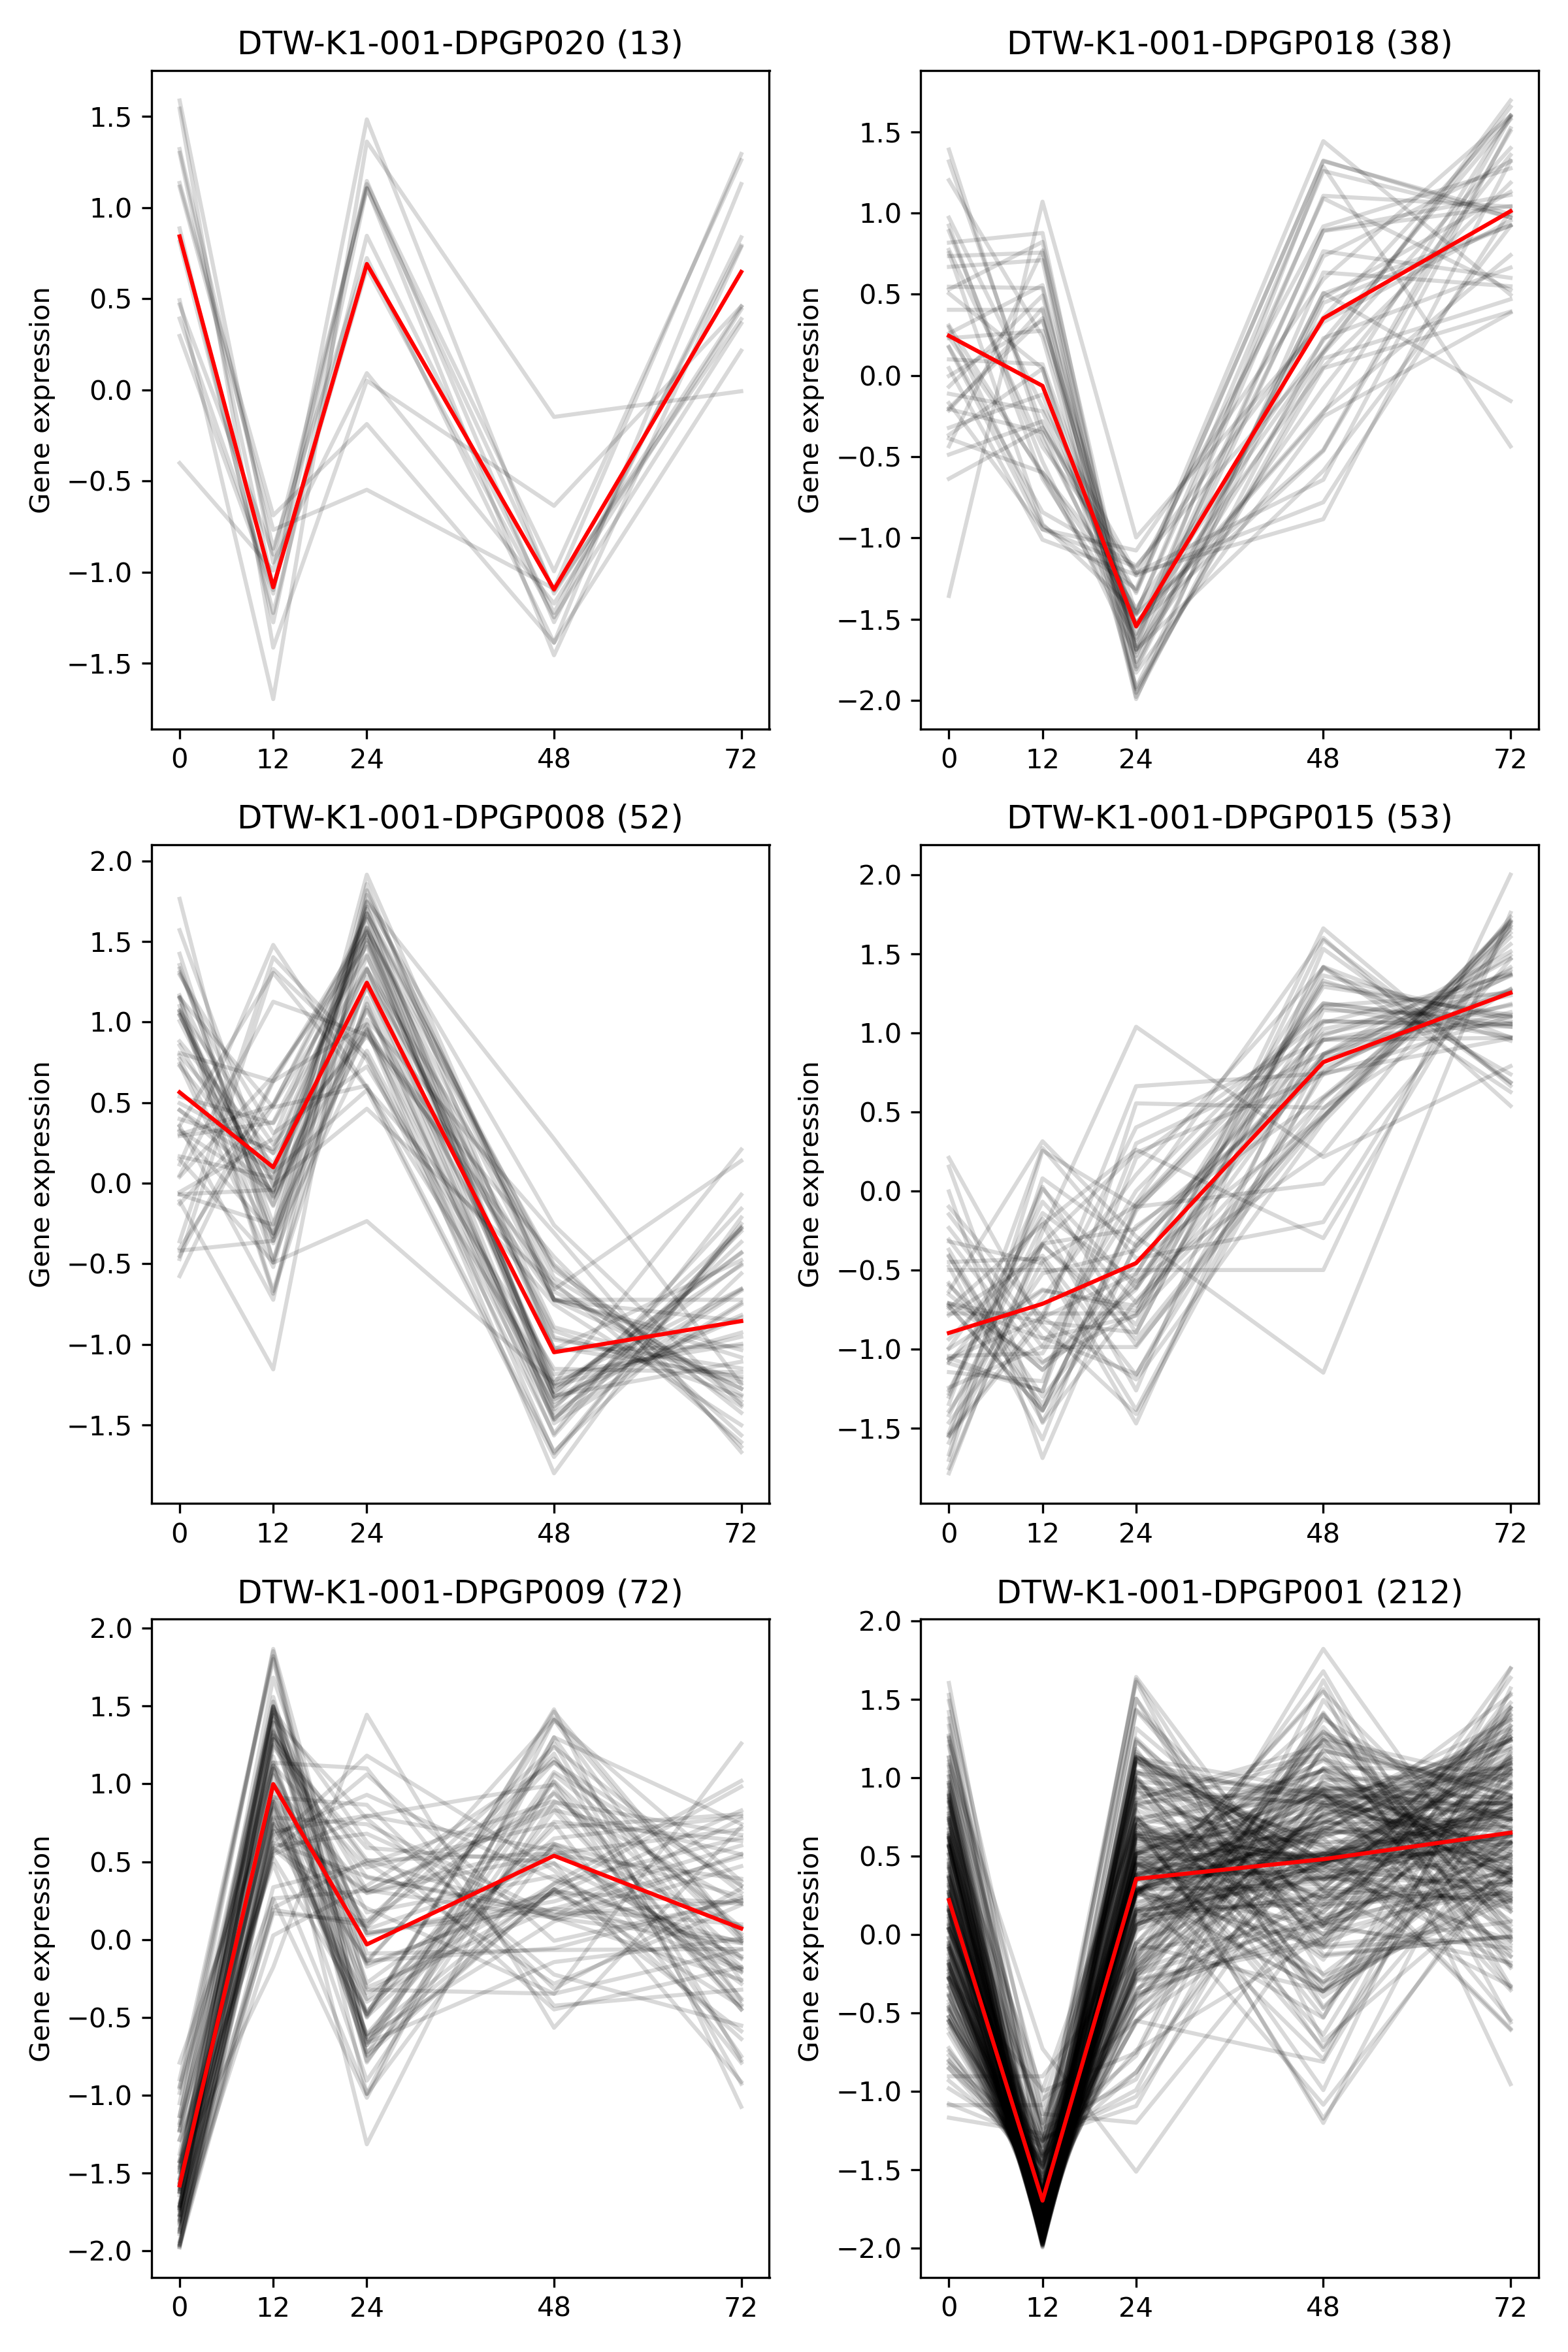 DTW-K1-001-DPGP020 (13)
Gene expression
1.5
1.0
0.5
0.0
−0.5
−1.0
−1.5
0 12 24 48 72
DTW-K1-001-DPGP018 (38)
Gene expression
1.5
1.0
0.5
0.0
−0.5
−1.0
−1.5
−2.0
0 12 24 48 72
DTW-K1-001-DPGP008 (52)
Gene expression
2.0
1.5
1.0
0.5
0.0
−0.5
−1.0
−1.5
0 12 24 48 72
DTW-K1-001-DPGP015 (53)
Gene expression
2.0
1.5
1.0
0.5
0.0
−0.5
−1.0
−1.5
0 12 24 48 72
DTW-K1-001-DPGP009 (72)
Gene expression
2.0
1.5
1.0
0.5
0.0
−0.5
−1.0
−1.5
−2.0
0 12 24 48 72
DTW-K1-001-DPGP001 (212)
Gene expression
2.0
1.5
1.0
0.5
0.0
−0.5
−1.0
−1.5
−2.0
0 12 24 48 72